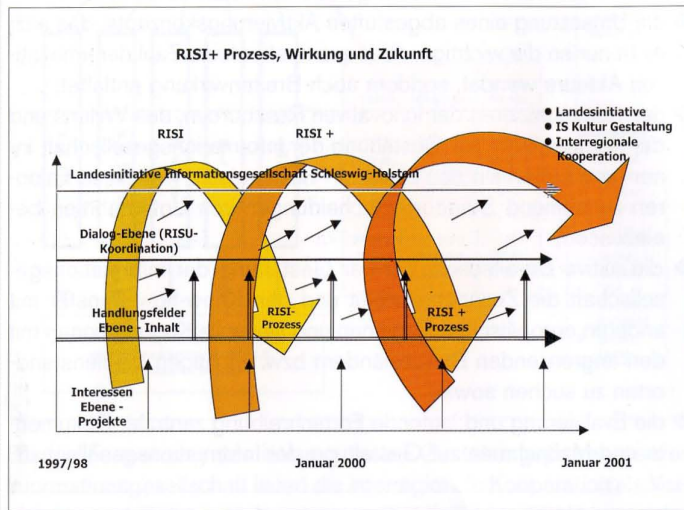 RISI+ Prozess, Wirkung und Zukunft
RISI
RISI +
● Landesinitiative
● IS Kultur Gestaltung
● Interregionale
Kooperation
Landesinitiative Informationsgesellschaft Schleswig-Holstein
Dialog-Ebene (RISU-
Koordination)
Handlungsfelder
Ebene - Inhalt
RISI-
Prozess
RISI +
Prozess
Interessen
Ebene -
Projekte
1997/98
Januar 2000
Januar 2001